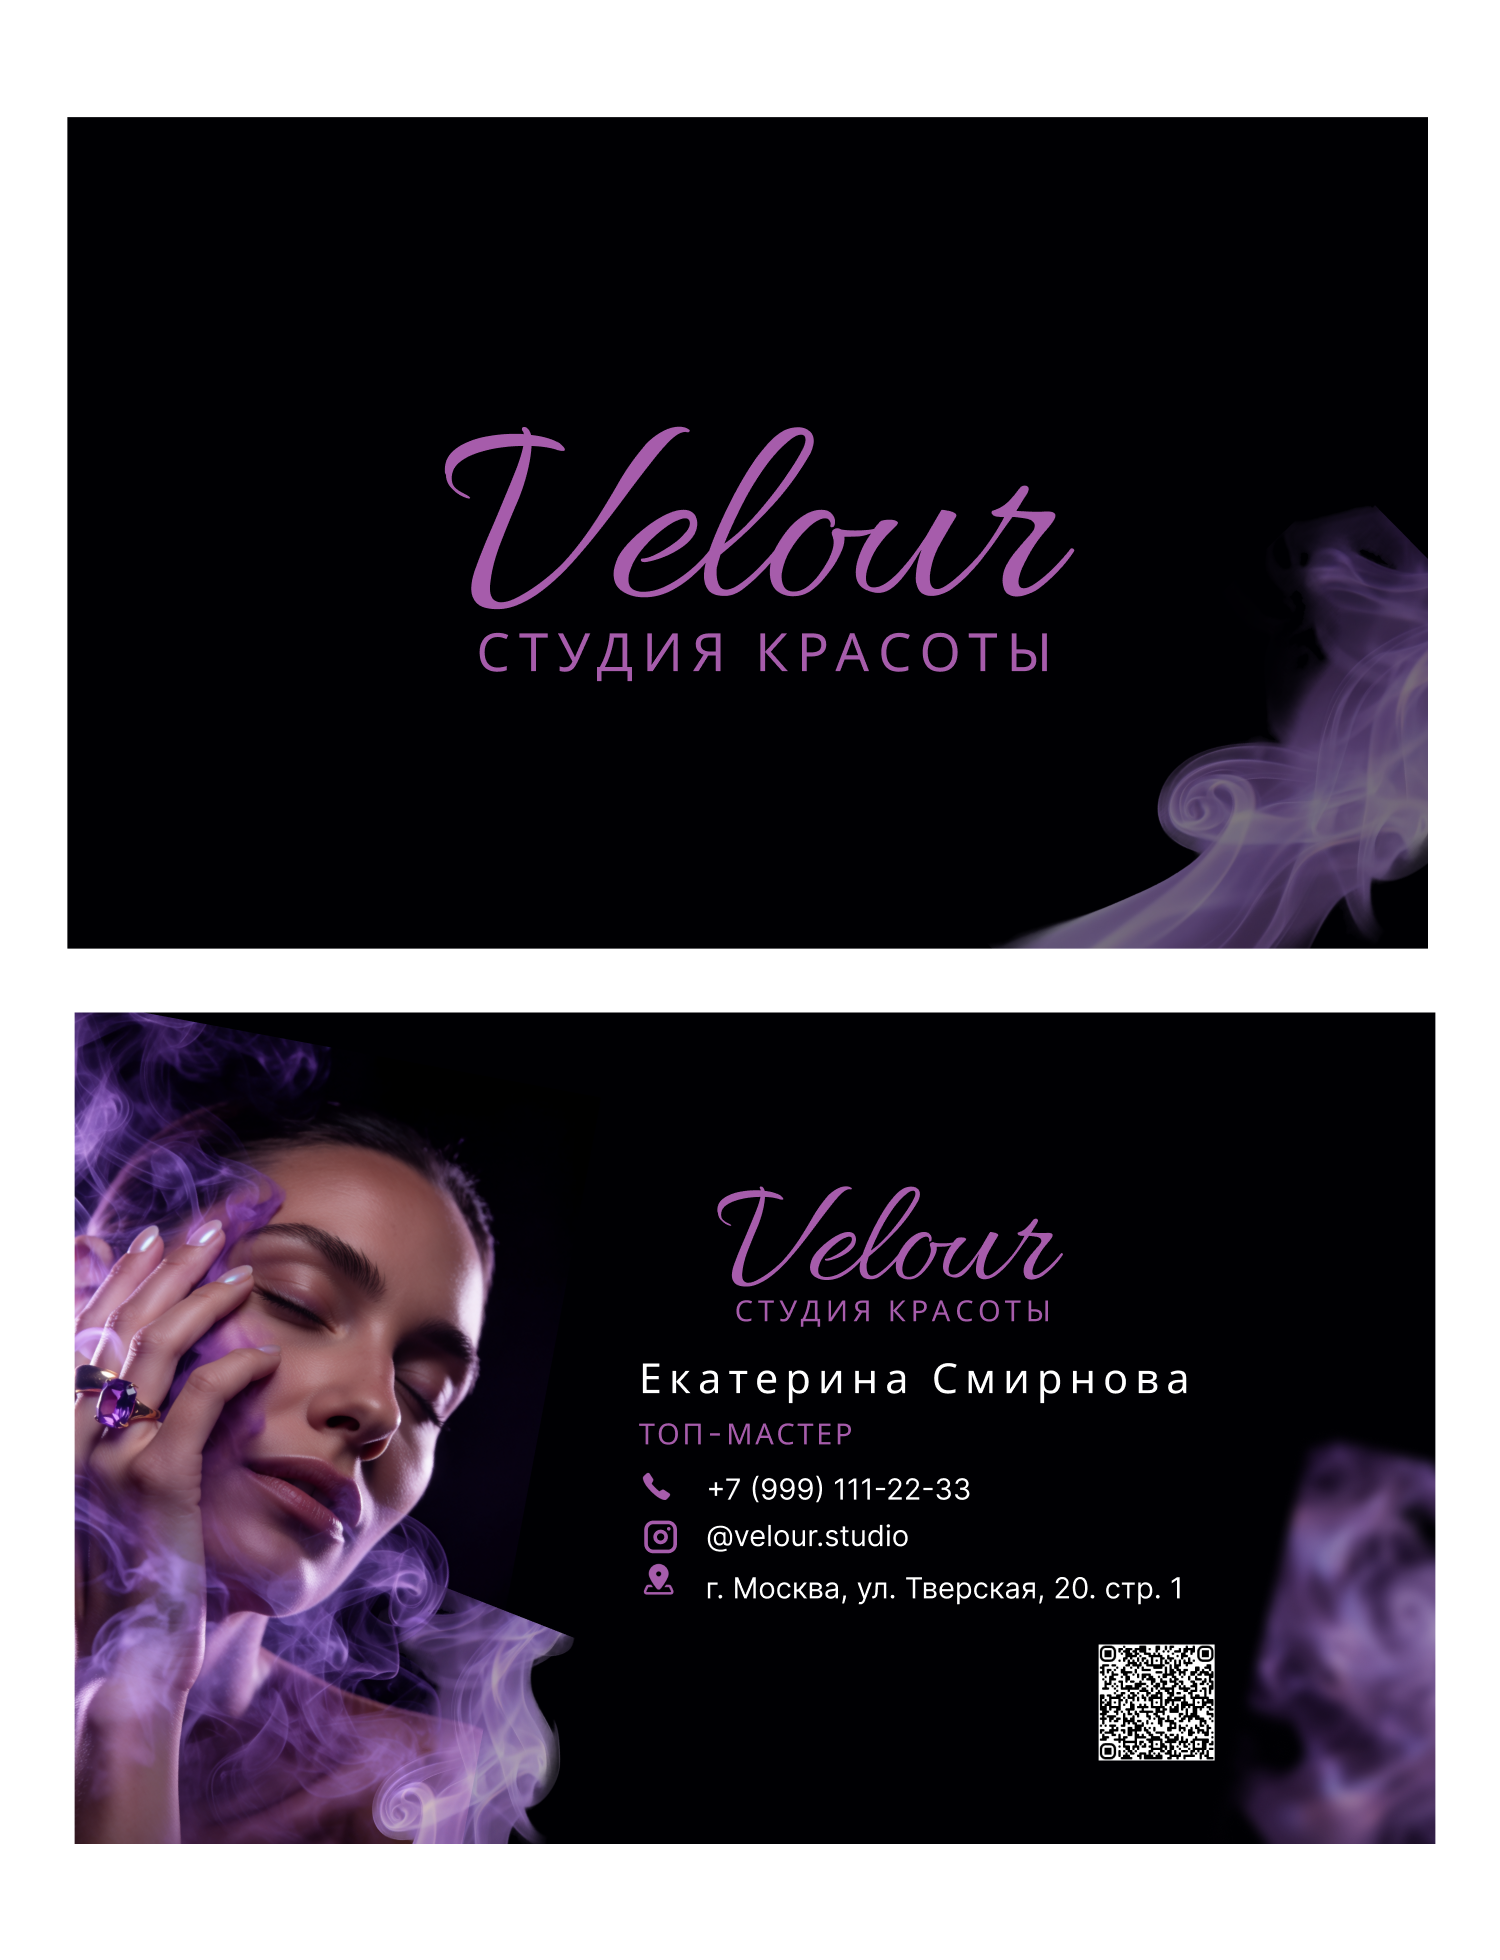 Velour
СТУДИЯ КРАСОТЫ
Velour
СТУДИЯ КРАСОТЫ
Екатерина Смирнова
ТОП-МАСТЕР
+7 (999) 111-22-33
@velour.studio
г. Москва, ул. Тверская, 20. стр. 1